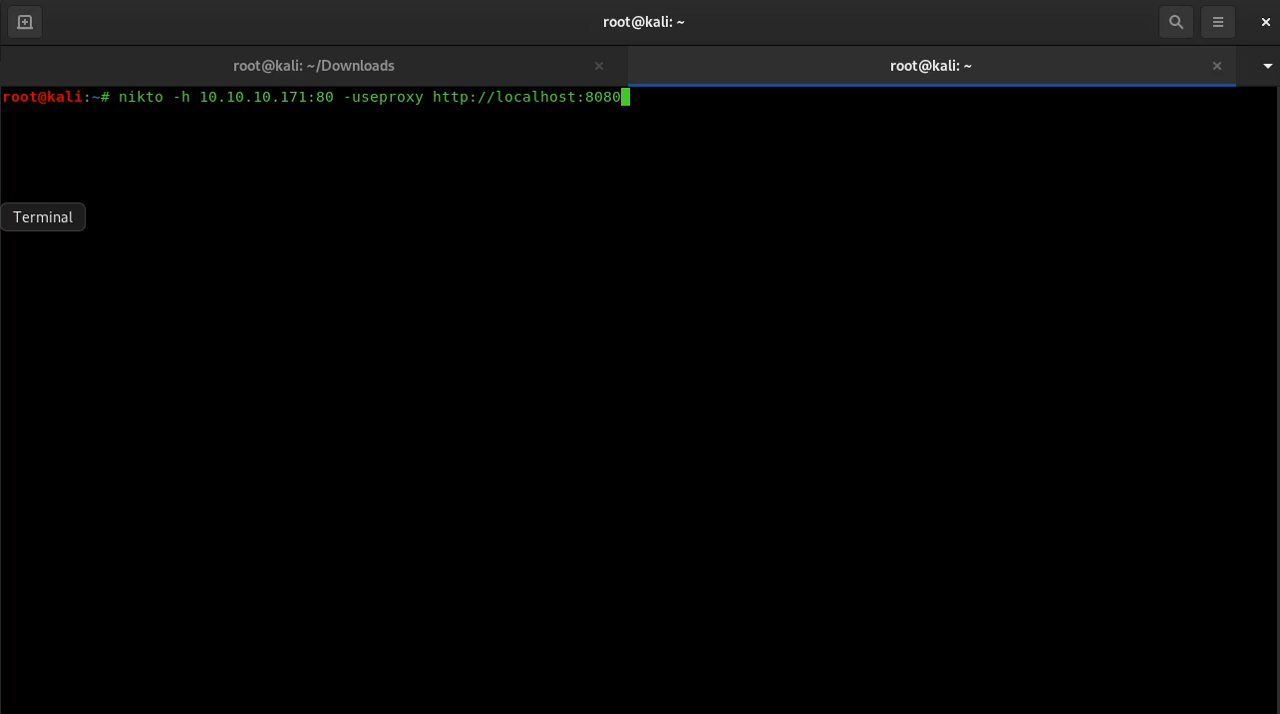 root@kali: ~
root@kali: ~/Downloads
root@kali: ~
root@kali:~# nikto -h 10.10.10.171:80 -useproxy http://localhost:8080
Terminal